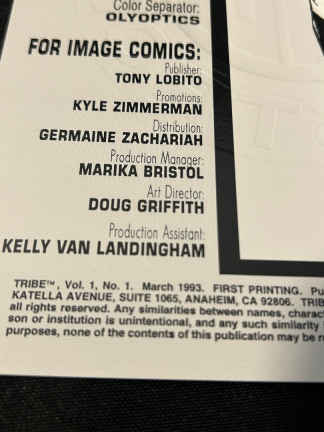 Color Separator:
OLYOPTICS
FOR IMAGE COMICS:
Publisher:
TONY LOBITO
Promotions:
KYLE ZIMMERMAN
Distribution:
GERMAINE ZACHARIAH
Production Manager:
MARIKA BRISTOL
Art Director:
DOUG GRIFFITH
Production Assistant:
KELLY VAN LANDINGHAM
TRIBE™, Vol. 1, No. 1. March 1993. FIRST PRINTING. Pu
KATELLA AVENUE, SUITE 1065, ANAHEIM, CA 92806. TRIB
all rights reserved. Any similarities between names, charac
son or institution is unintentional, and any such similarity
purposes, none of the contents of this publication may be r